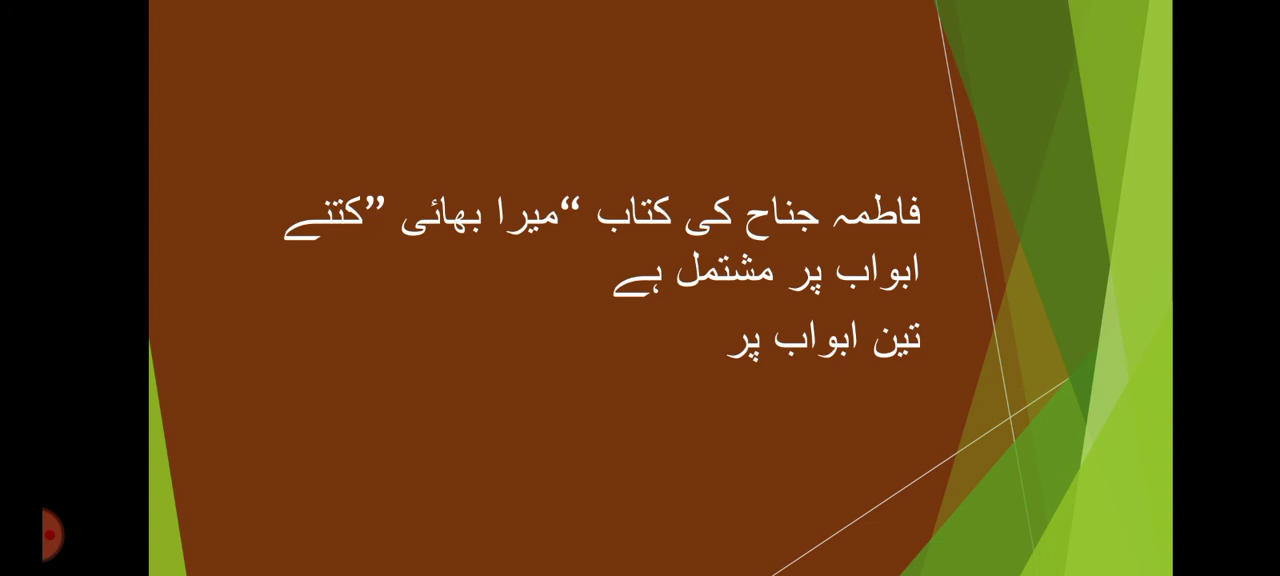 فاطمہ جناح کی کتاب “میرا بھائی ”کتنے
ابواب پر مشتمل ہے
تین ابواب پر